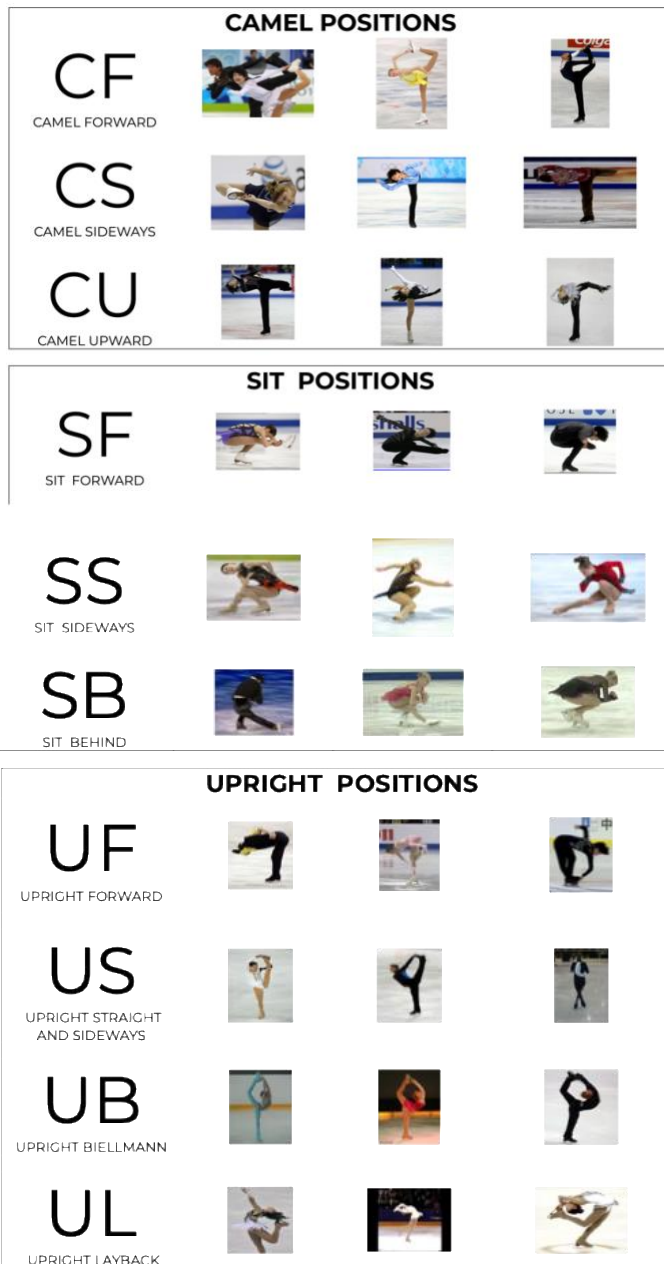 CAMEL POSITIONS
CF
CAMEL FORWARD
CS
CAMEL SIDEWAYS
CU
CAMEL UPWARD
SIT POSITIONS
SF
SIT FORWARD
SS
SIT SIDEWAYS
SB
SIT BEHIND
UPRIGHT POSITIONS
UF
UPRIGHT FORWARD
US
UPRIGHT STRAIGHT
AND SIDEWAYS
UB
UPRIGHT BIELLMANN
UL
UPRIGHT LAYBACK